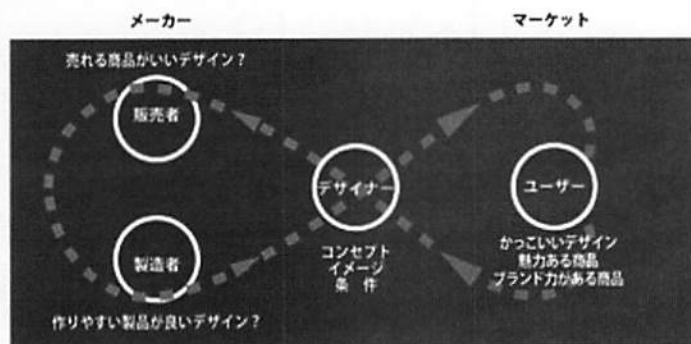 メーカー
マーケット
売れる商品がいいデザイン？
販売者
デザイナー
ユーザー
コンセプト
イメージ
条　件
かっこいいデザイン
魅力ある商品
ブランド力がある商品
製造者
作りやすい製品が良いデザイン？